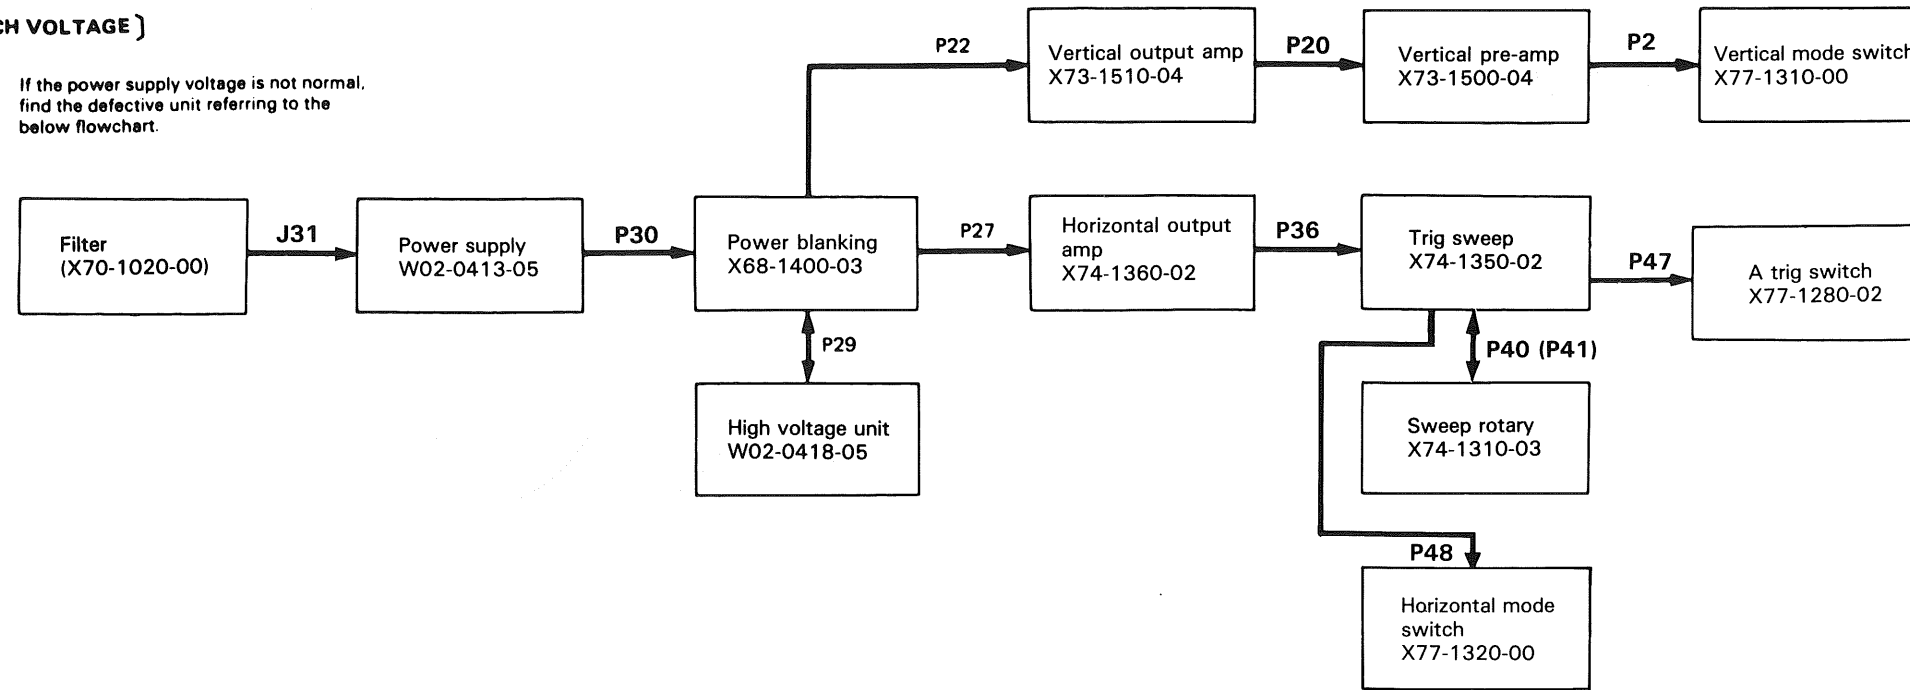 CH VOLTAGE]
If the power supply voltage is not normal,
find the defective unit referring to the
below flowchart.
P22
Vertical output amp
X73-1510-04
P20
Vertical pre-amp
X73-1500-04
P2
Vertical mode switch
X77-1310-00
Filter
(X70-1020-00)
J31
Power supply
W02-0413-05
P30
Power blanking
X68-1400-03
P27
Horizontal output
amp
X74-1360-02
P36
Trig sweep
X74-1350-02
P47
A trig switch
X77-1280-02
P29
High voltage unit
W02-0418-05
P40 (P41)
Sweep rotary
X74-1310-03
P48
Horizontal mode
switch
X77-1320-00